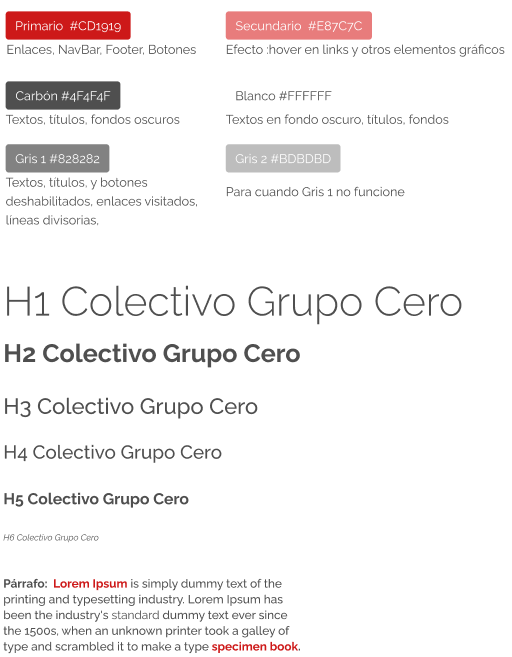 Primario  #CD1919
Secundario  #E87C7C
Enlaces, NavBar, Footer, Botones
Efecto :hover en links y otros elementos gráficos
Carbón #4F4F4F
Blanco #FFFFFF
Textos, títulos, fondos oscuros
Textos en fondo oscuro, títulos, fondos
Gris 1 #828282
Gris 2 #BDBDBD
Textos, títulos, y botones
deshabilitados, enlaces visitados,
líneas divisorias,
Para cuando Gris 1 no funcione
H1 Colectivo Grupo Cero
H2 Colectivo Grupo Cero
H3 Colectivo Grupo Cero
H4 Colectivo Grupo Cero
H5 Colectivo Grupo Cero
H6 Colectivo Grupo Cero
Párrafo:  Lorem Ipsum is simply dummy text of the
printing and typesetting industry. Lorem Ipsum has
been the industry's standard dummy text ever since
the 1500s, when an unknown printer took a galley of
type and scrambled it to make a type specimen book.